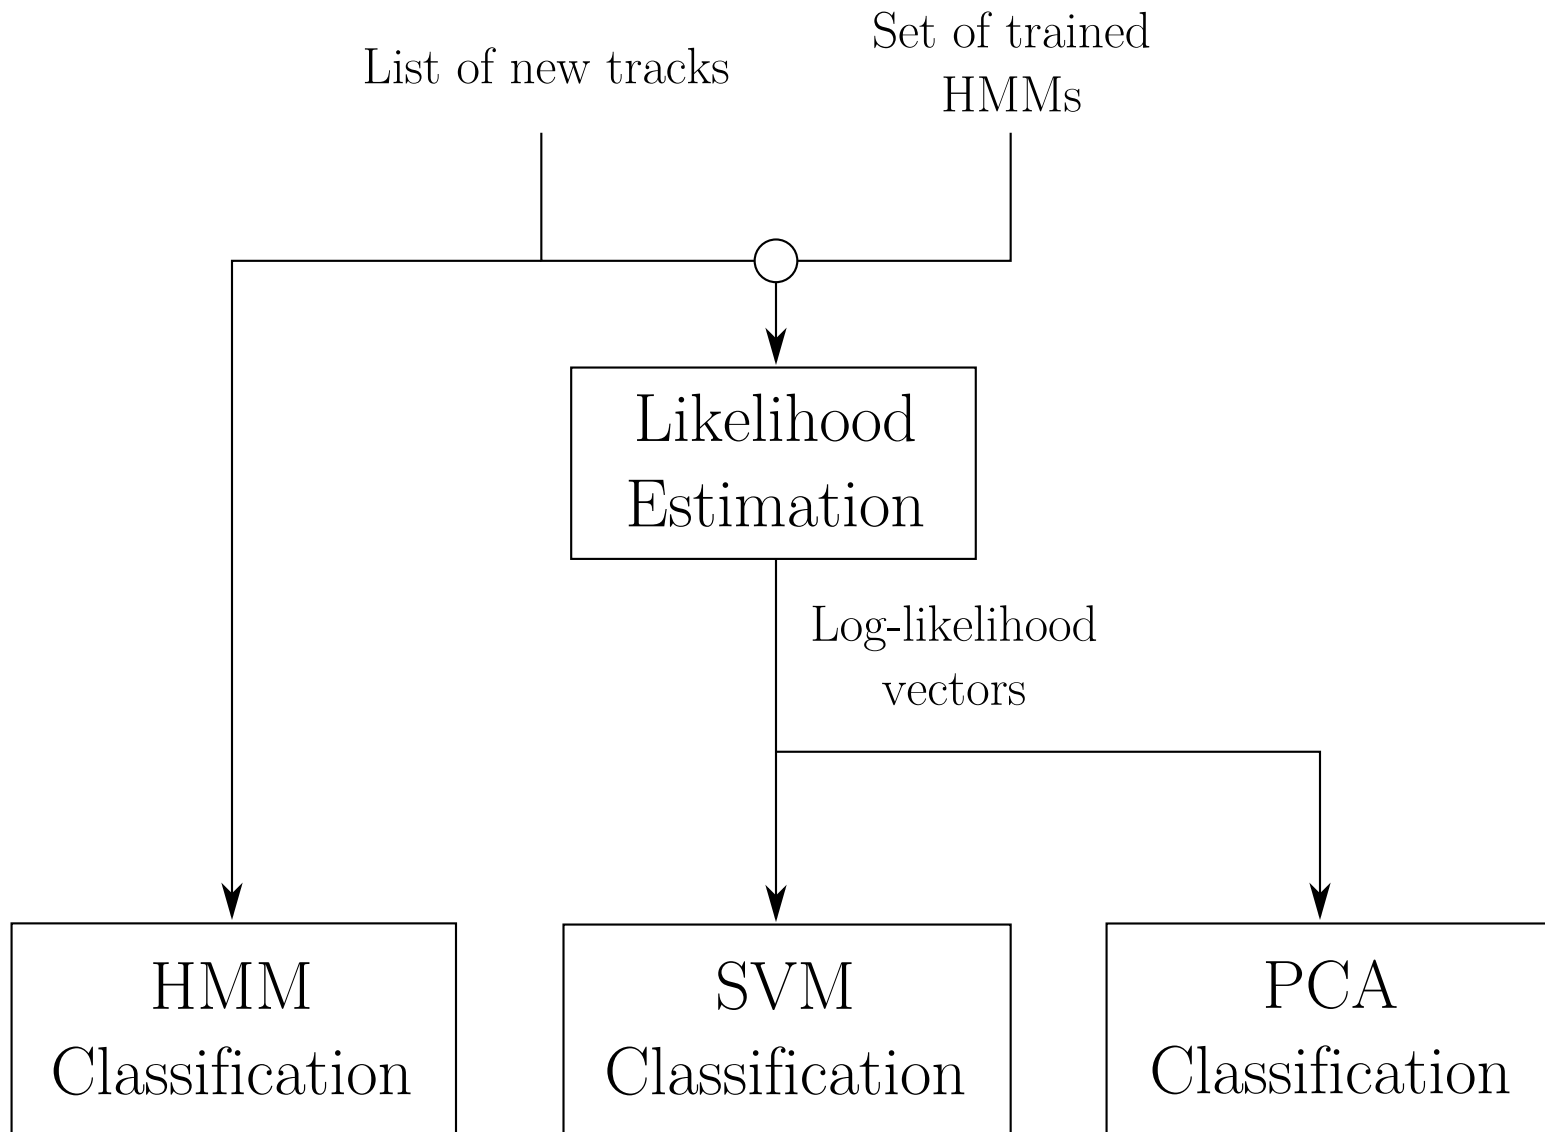 List of new tracks
Set of trained
HMMs
Likelihood
Estimation
Log-likelihood
vectors
HMM
Classification
SVM
Classification
PCA
Classification